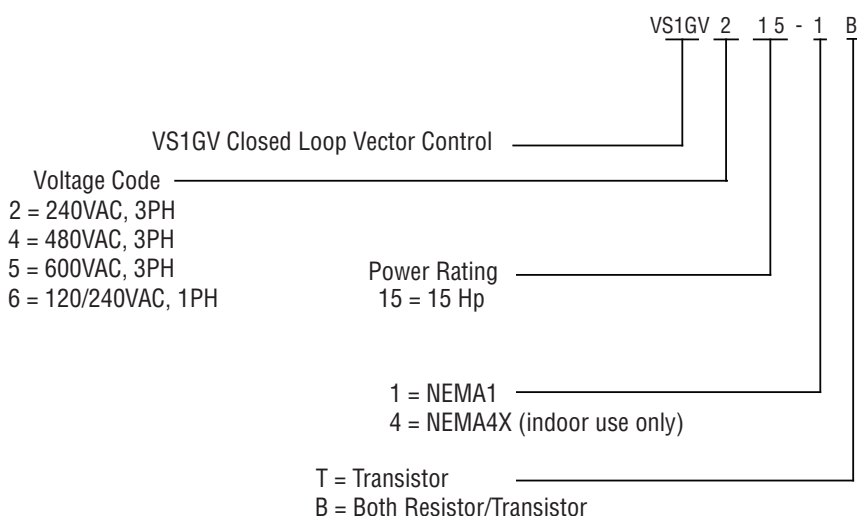 VS1GV 2 15 - 1 B
VS1GV Closed Loop Vector Control
Voltage Code
2 = 240VAC, 3PH
4 = 480VAC, 3PH
5 = 600VAC, 3PH
6 = 120/240VAC, 1PH
Power Rating
15 = 15 Hp
1 = NEMA1
4 = NEMA4X (indoor use only)
T = Transistor
B = Both Resistor/Transistor